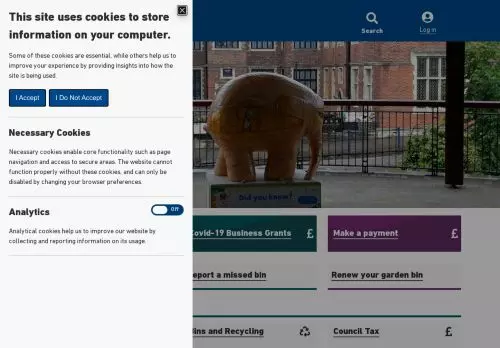 This site uses cookies to store
information on your computer.
Some of these cookies are essential, while others help us to
improve your experience by providing insights into how the
site is being used.
I Accept
I Do Not Accept
Necessary Cookies
Necessary cookies enable core functionality such as page
navigation and access to secure areas. The website cannot
function properly without these cookies, and can only be
disabled by changing your browser preferences.
Analytics
Off
Analytical cookies help us to improve our website by
collecting and reporting information on its usage.
Search
Log in
Did you know?
ovid-19 Business Grants £
Make a payment £
eport a missed bin
Renew your garden bin
ins and Recycling
Council Tax £